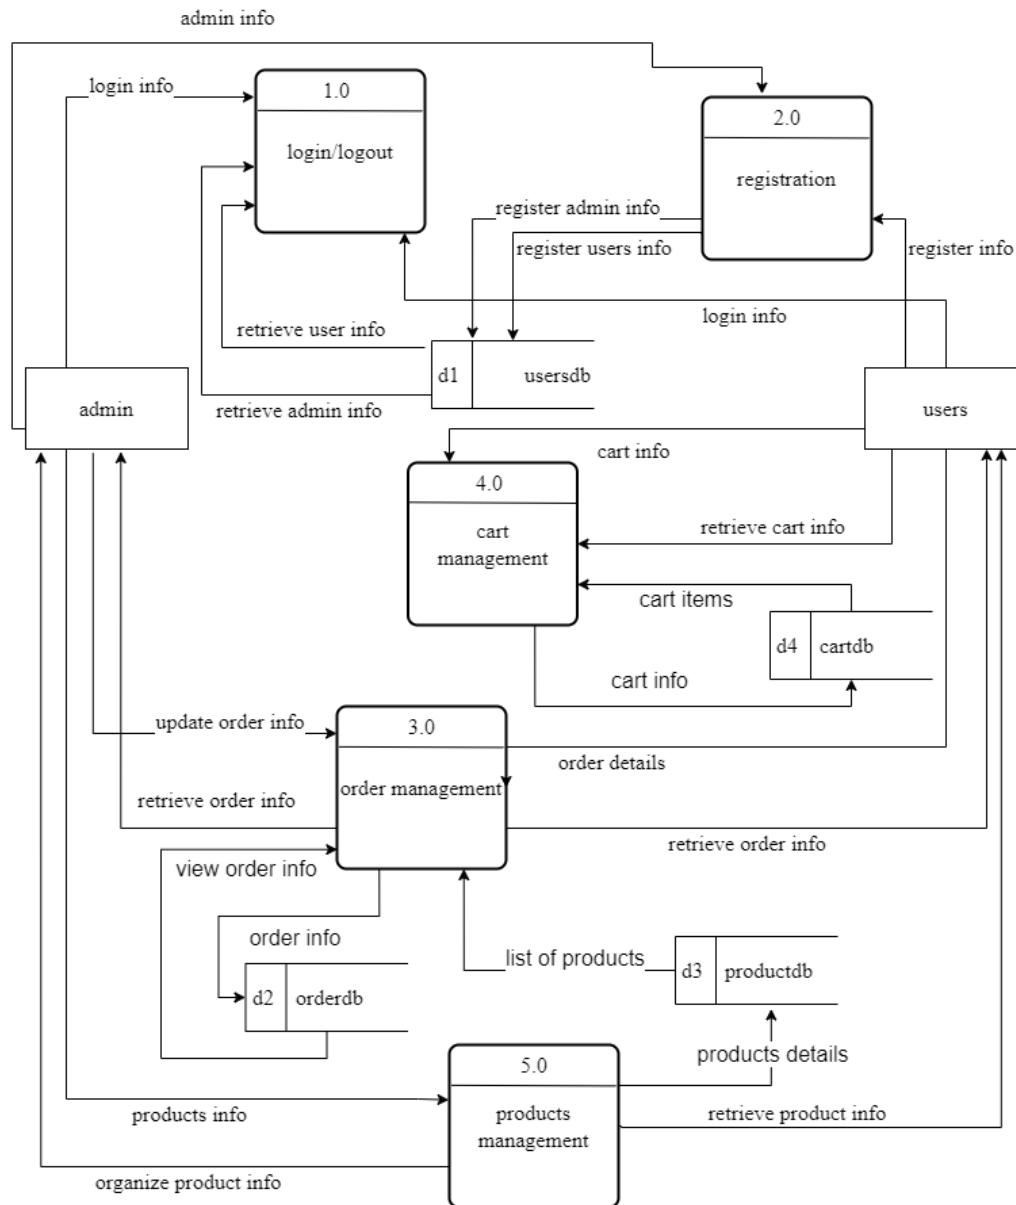 admin info
login info
1.0
login/logout
2.0
registration
register admin info
register users info
register info
login info
retrieve user info
d1
usersdb
retrieve admin info
admin
users
cart info
4.0
cart
management
retrieve cart info
cart items
d4
cartdb
cart info
update order info
3.0
order management
order details
retrieve order info
retrieve order info
view order info
order info
list of products
d3
productdb
d2
orderdb
products details
5.0
products
management
products info
retrieve product info
organize product info